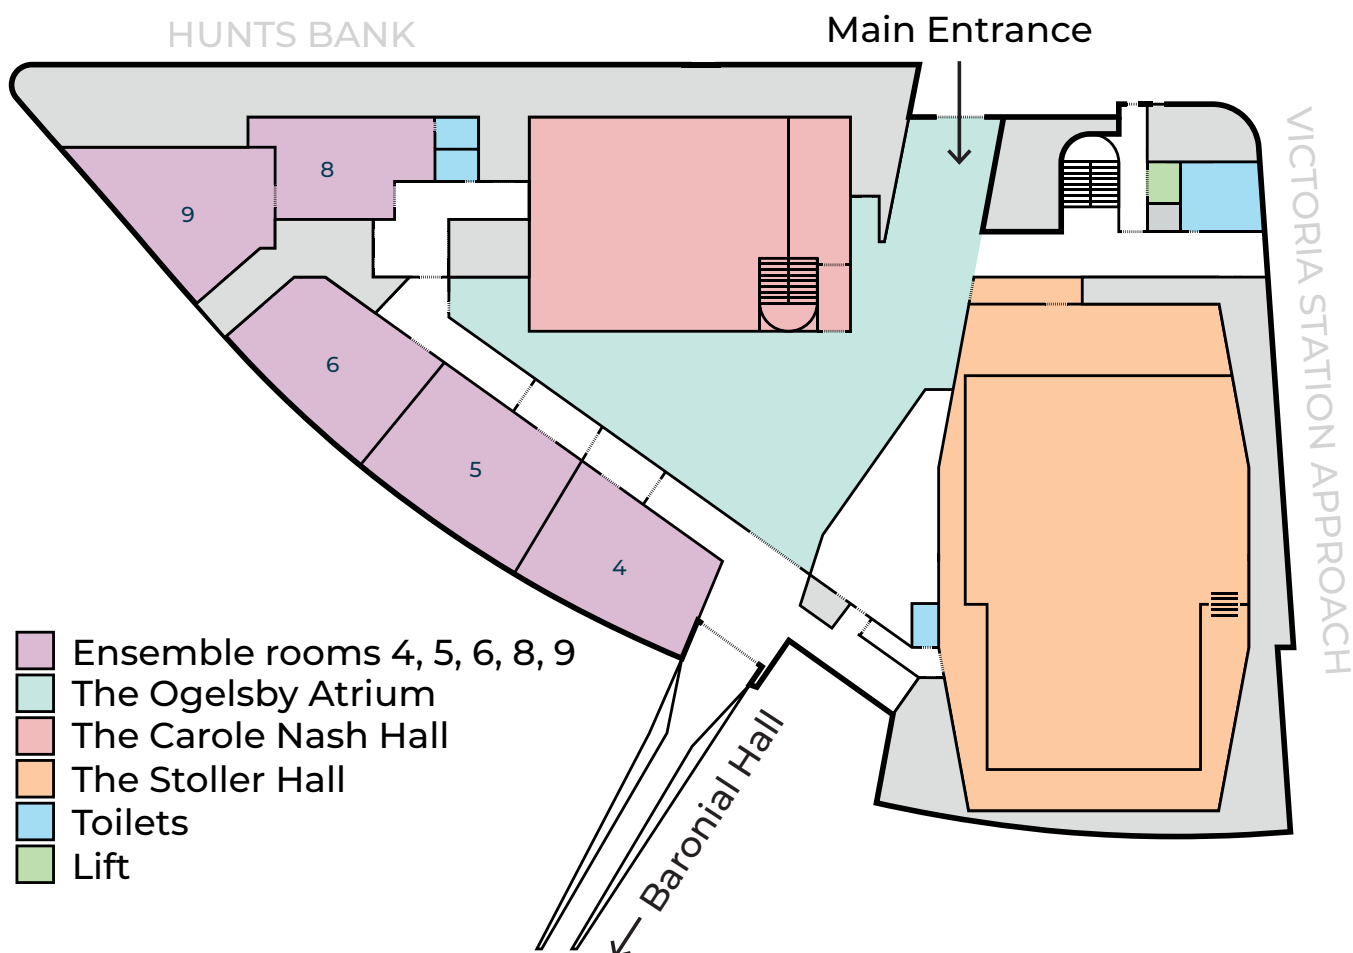 HUNTS BANK
Main Entrance
VICTORIA STATION APPROACH
8
9
6
5
4
Ensemble rooms 4, 5, 6, 8, 9
The Ogelsby Atrium
The Carole Nash Hall
The Stoller Hall
Toilets
Lift
Baronial Hall